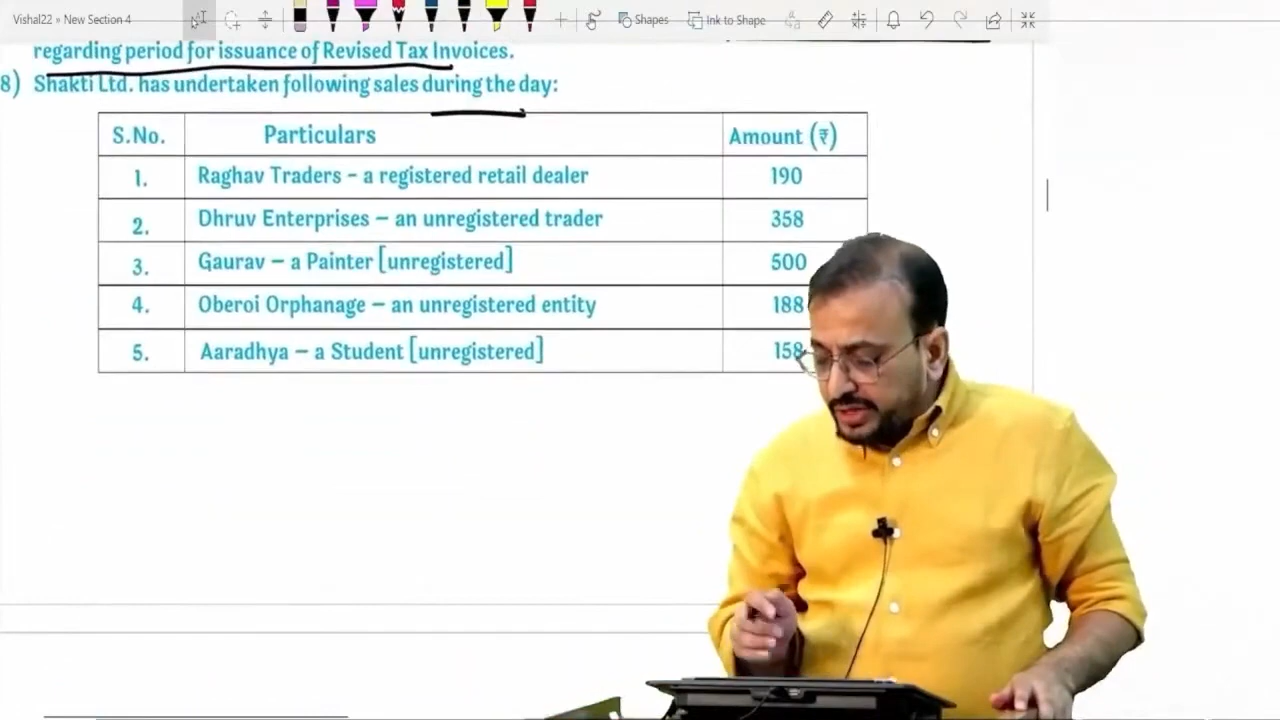 Vishal22 » New Section 4
Shapes
Ink to Shape
regarding period for issuance of Revised Tax Invoices.
8) Shakti Ltd. has undertaken following sales during the day:
S.No. Particulars Amount (₹)
1. Raghav Traders - a registered retail dealer 190
2. Dhruv Enterprises – an unregistered trader 358
3. Gaurav – a Painter [unregistered] 500
4. Oberoi Orphanage – an unregistered entity 188
5. Aaradhya – a Student [unregistered] 158